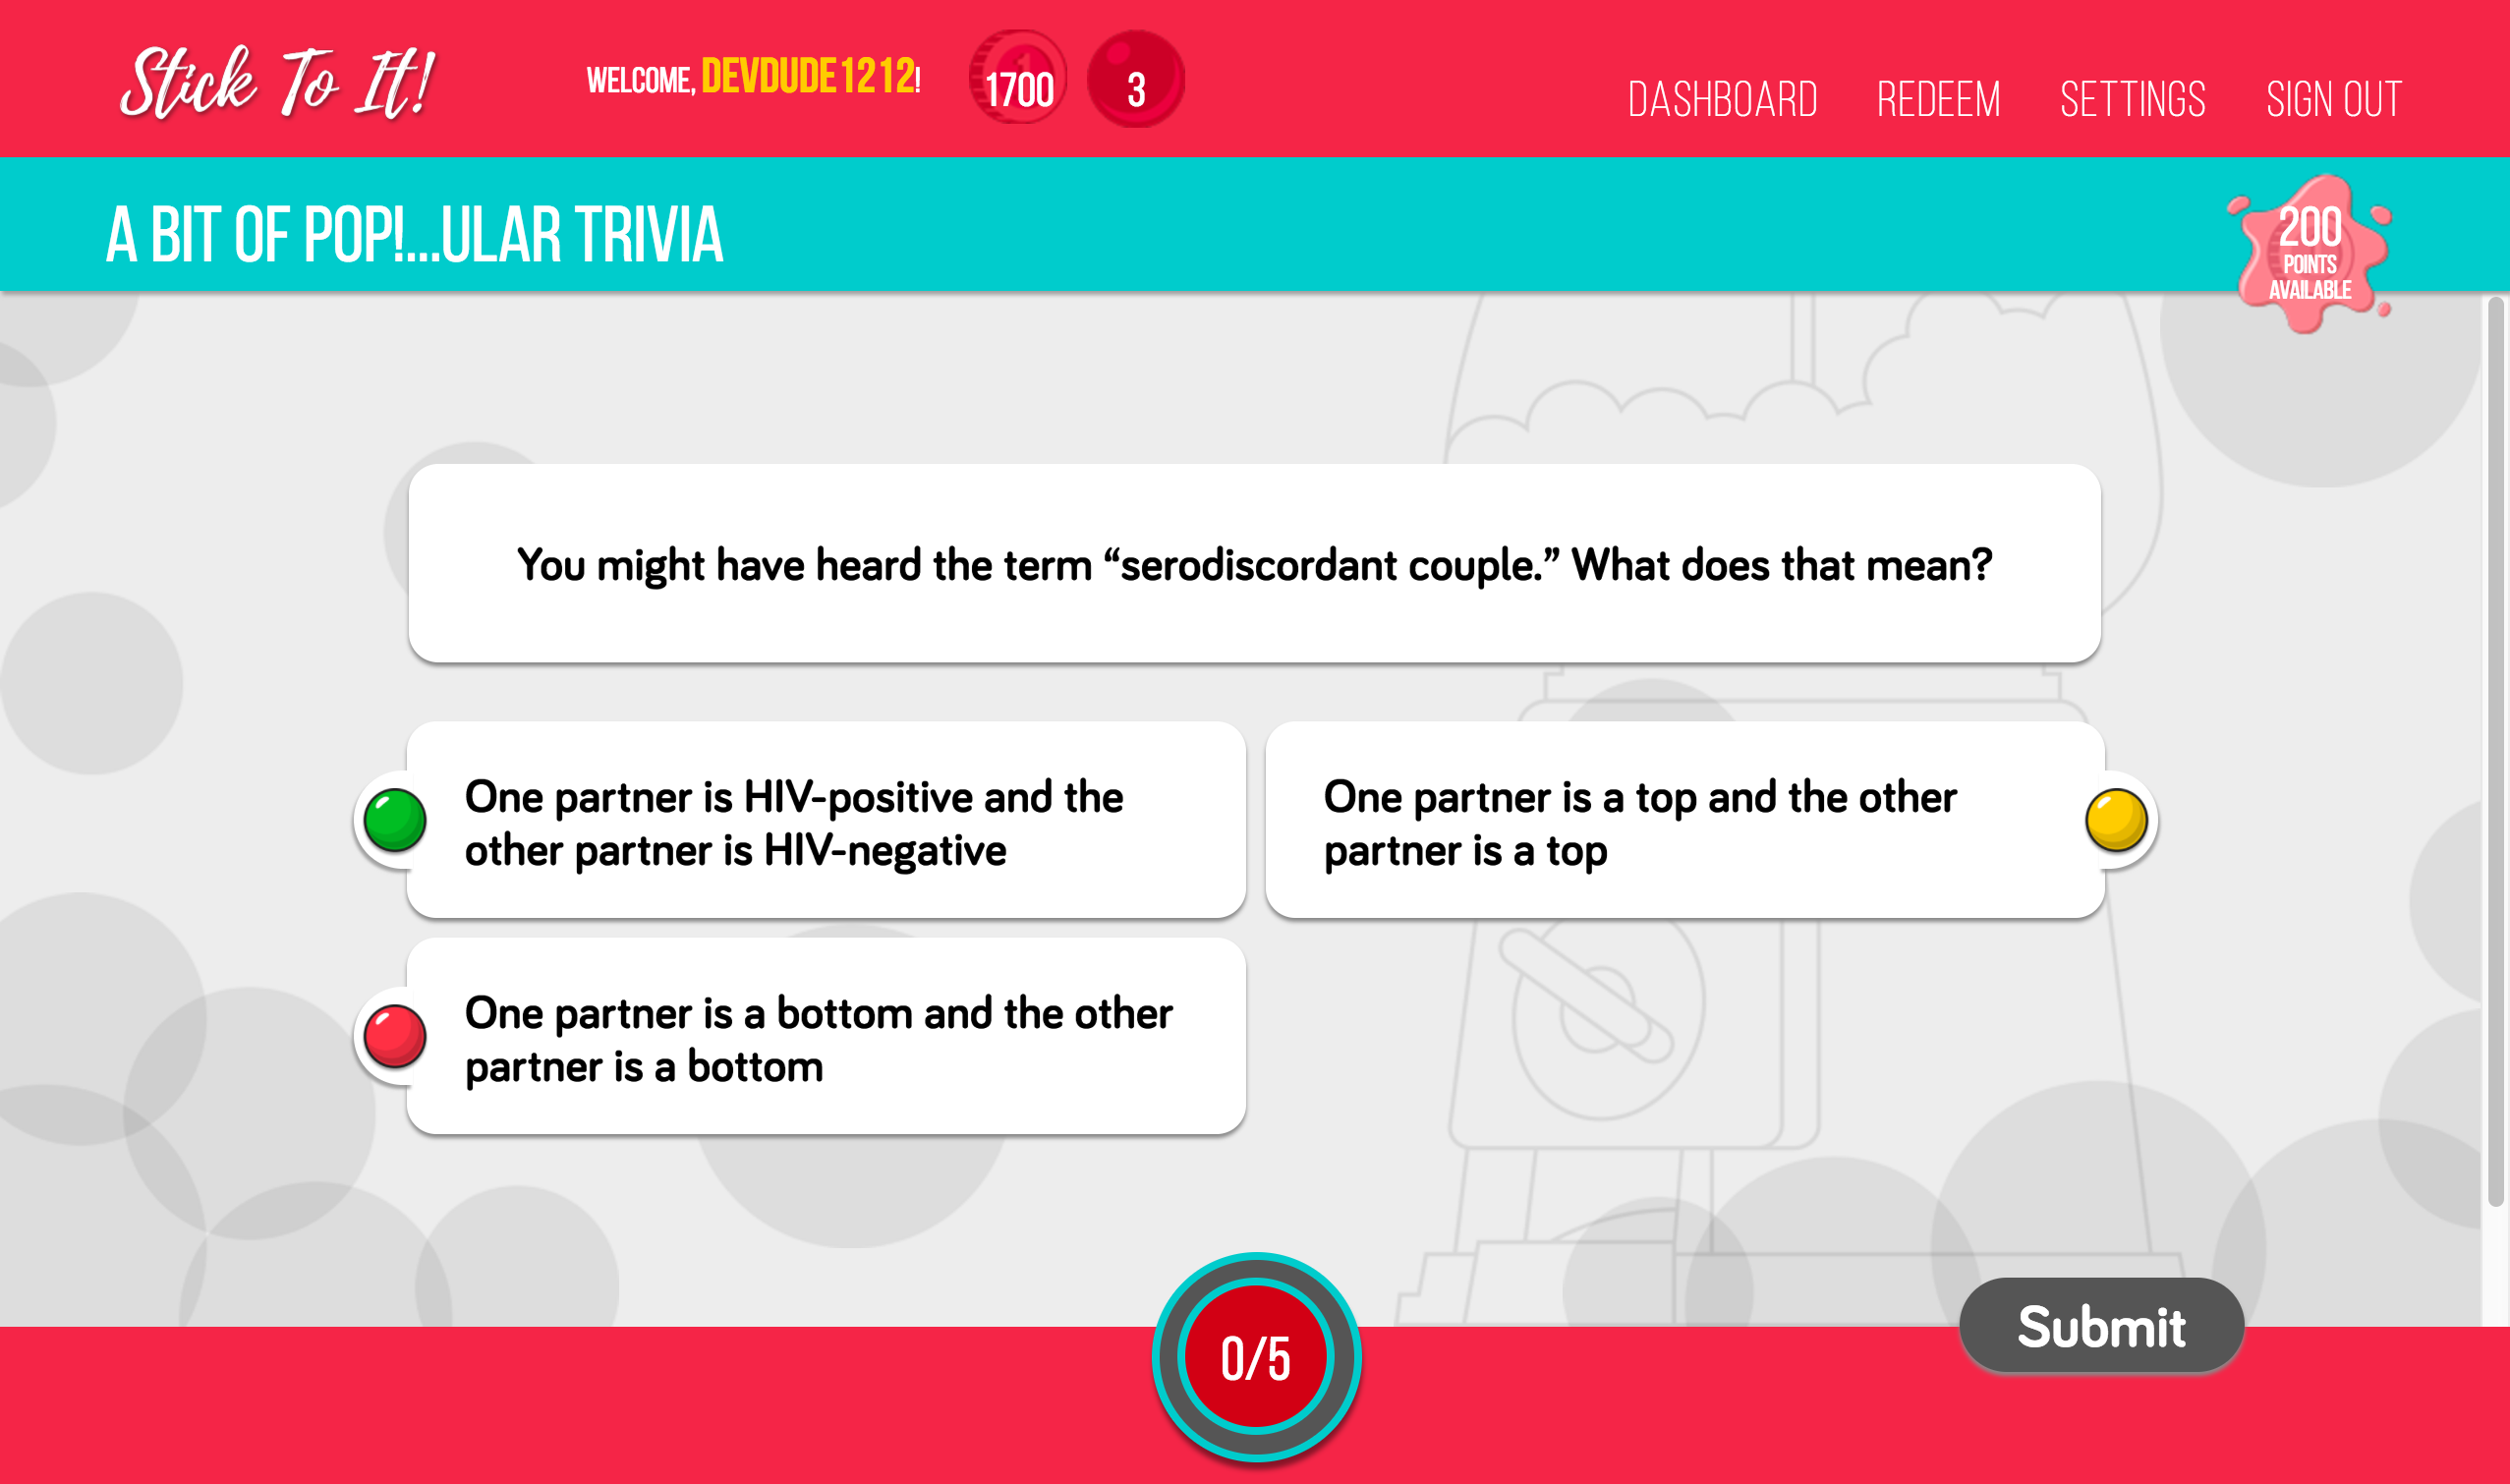 Stick To It!
WELCOME, DEVDUDE1212!
1700
3
DASHBOARD
REDEEM
SETTINGS
SIGN OUT
A BIT OF POP!...ULAR TRIVIA
200
POINTS
AVAILABLE
You might have heard the term “serodiscordant couple.” What does that mean?
One partner is HIV-positive and the
other partner is HIV-negative
One partner is a top and the other
partner is a top
One partner is a bottom and the other
partner is a bottom
0/5
Submit